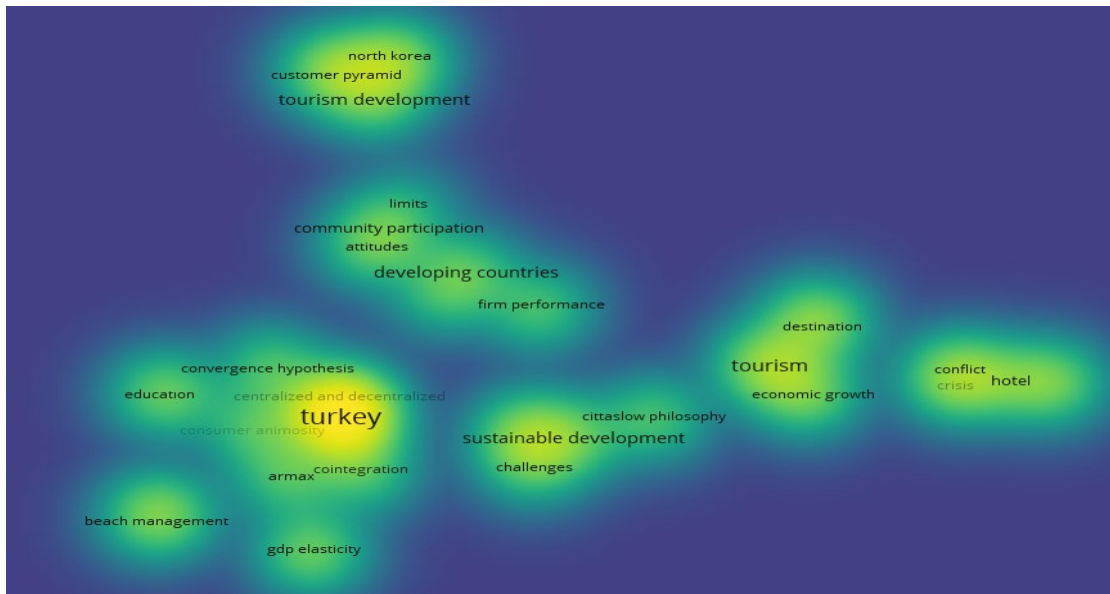 north korea
customer pyramid
tourism development
limits
community participation
attitudes
developing countries
firm performance
destination
tourism
economic growth
conflict
hotel
crisis
convergence hypothesis
education
centralized and decentralized
turkey
consumer animosity
armax
cointegration
cittaslow philosophy
sustainable development
challenges
beach management
gdp elasticity